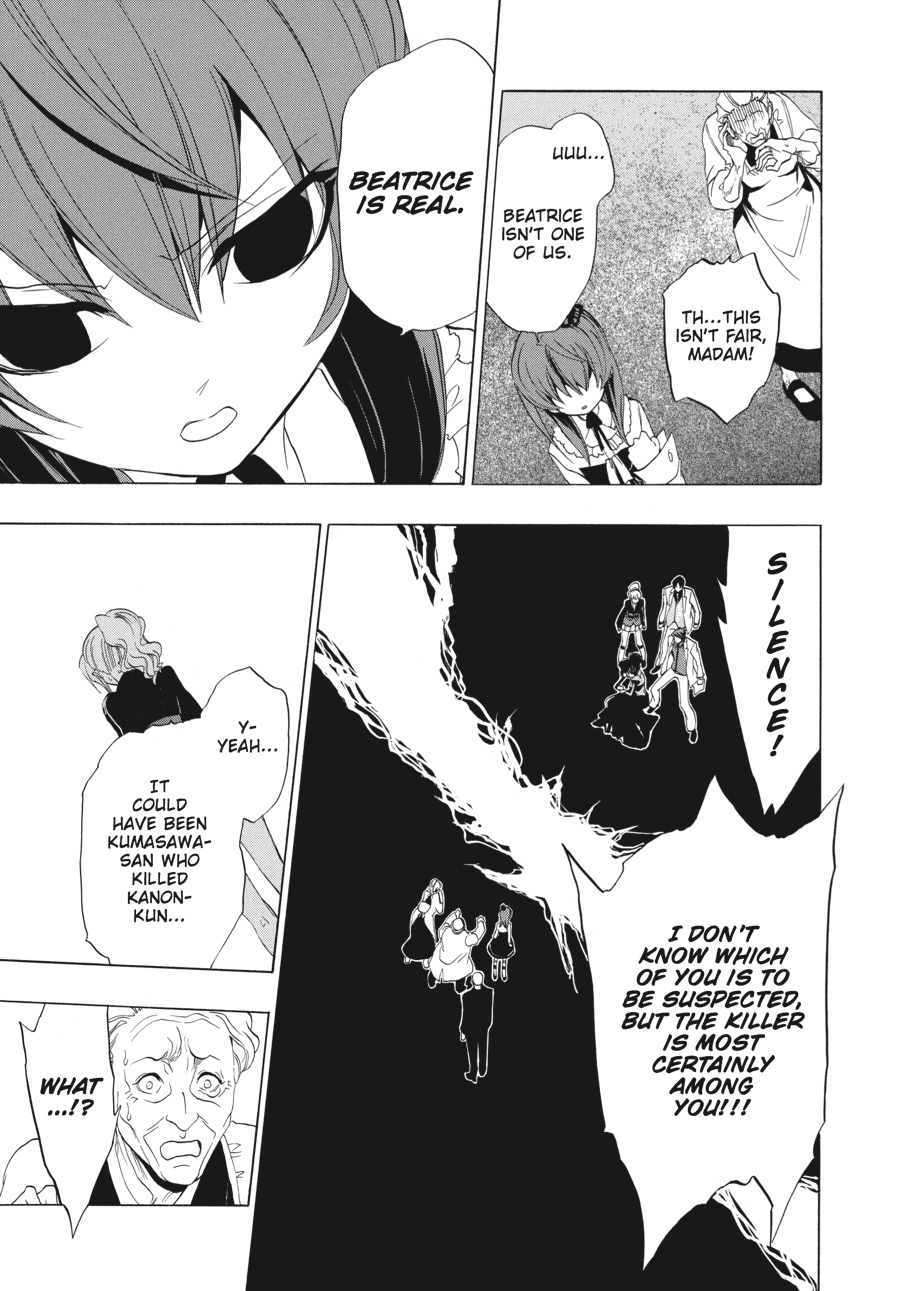 TH...THIS
ISN'T FAIR,
MADAM!
UUU...
BEATRICE
ISN'T ONE
OF US.
BEATRICE
IS REAL.
SILENCE!
I DON'T
KNOW WHICH
OF YOU IS TO
BE SUSPECTED,
BUT THE KILLER
IS MOST
CERTAINLY
AMONG
YOU!!!
Y-
YEAH...
IT
COULD
HAVE BEEN
KUMASAWA-
SAN WHO
KILLED
KANON-
KUN...
WHAT
...!?